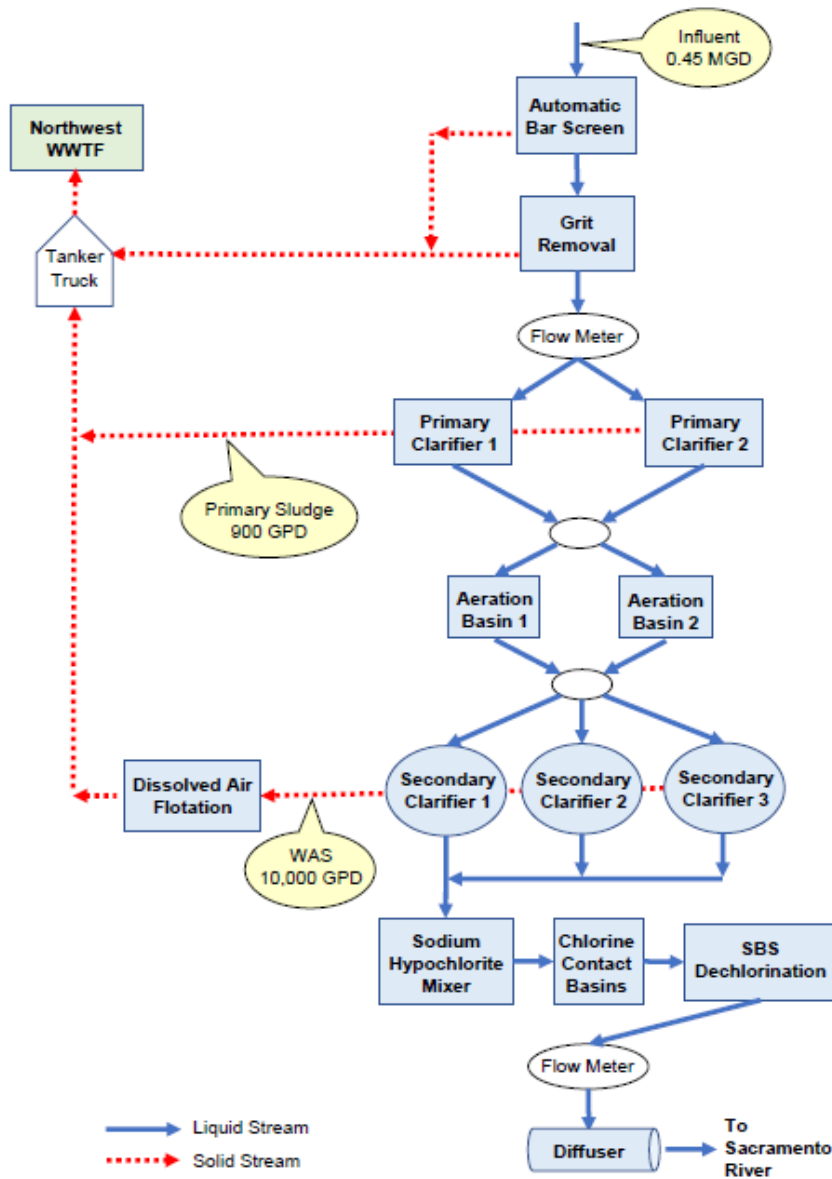 Influent
0.45 MGD
Automatic
Bar Screen
Northwest
WWTF
Grit
Removal
Tanker
Truck
Flow Meter
Primary
Clarifier 1
Primary
Clarifier 2
Primary Sludge
900 GPD
Aeration
Basin 1
Aeration
Basin 2
Dissolved Air
Flotation
Secondary
Clarifier 1
Secondary
Clarifier 2
Secondary
Clarifier 3
WAS
10,000 GPD
Sodium
Hypochlorite
Mixer
Chlorine
Contact
Basins
SBS
Dechlorination
Flow Meter
Liquid Stream
Solid Stream
Diffuser
To
Sacramento
River